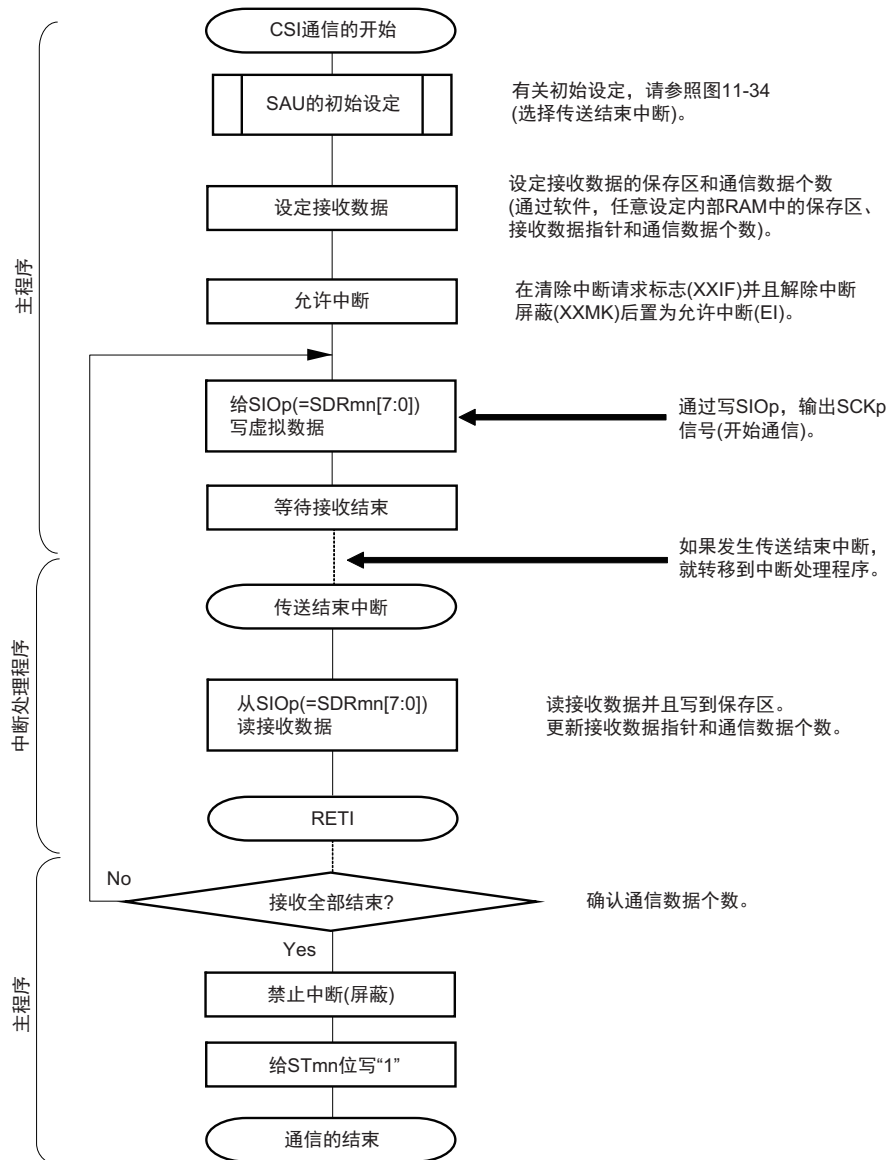 CSI通信的开始
SAU的初始设定
有关初始设定，请参照图11-34
(选择传送结束中断)。
设定接收数据
设定接收数据的保存区和通信数据个数
(通过软件，任意设定内部RAM中的保存区、
接收数据指针和通信数据个数)。
主程序
允许中断
在清除中断请求标志(XXIF)并且解除中断
屏蔽(XXMK)后置为允许中断(EI)。
给SIOp(=SDRmn[7:0])
写虚拟数据
通过写SIOp，输出SCKp
信号(开始通信)。
等待接收结束
如果发生传送结束中断，
就转移到中断处理程序。
传送结束中断
中断处理程序
从SIOp(=SDRmn[7:0])
读接收数据
读接收数据并且写到保存区。
更新接收数据指针和通信数据个数。
RETI
No
接收全部结束?
确认通信数据个数。
Yes
主程序
禁止中断(屏蔽)
给STmn位写“1”
通信的结束